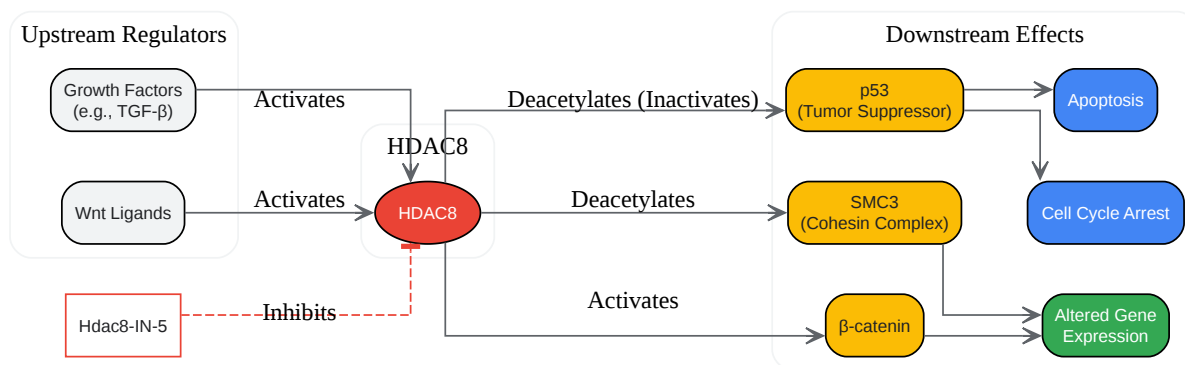 Upstream Regulators
Downstream Effects
Growth Factors
(e.g., TGF-β)
Activates
Deacetylates (Inactivates)
p53
(Tumor Suppressor)
Apoptosis
HDAC8
Wnt Ligands
Activates
HDAC8
Deacetylates
SMC3
(Cohesin Complex)
Cell Cycle Arrest
Hdac8-IN-5
Inhibits
Activates
β-catenin
Altered Gene
Expression